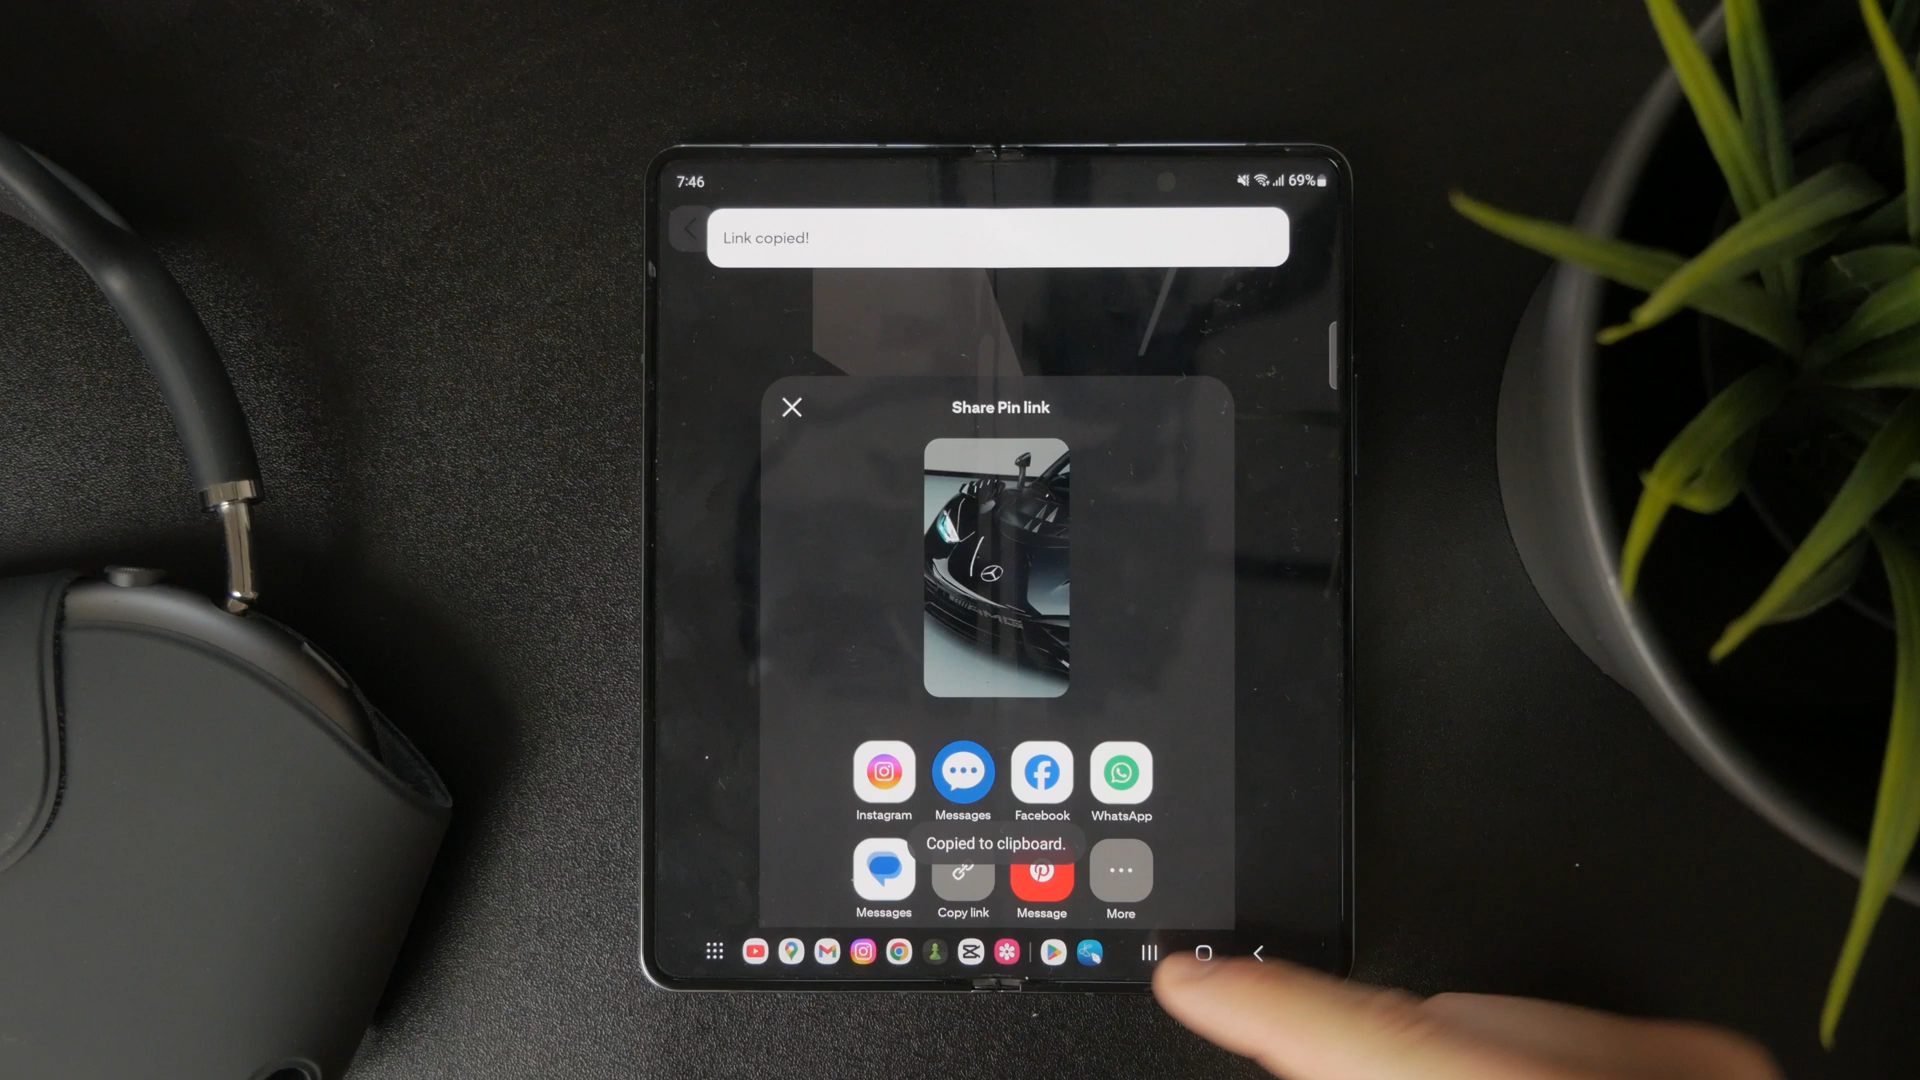 7:46
69%
Link copied!
Share Pin link
Instagram
Messages
Facebook
WhatsApp
Copied to clipboard.
Messages
Copy link
Message
More